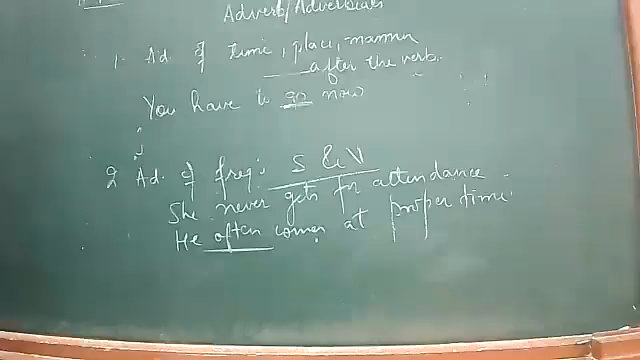 Adverb/Adverbials
1. Ad. of time, place, manner
after the verb.
You have to go now
2 Ad. of freq: S & V
She never gets for attendance.
He often comes at proper time.